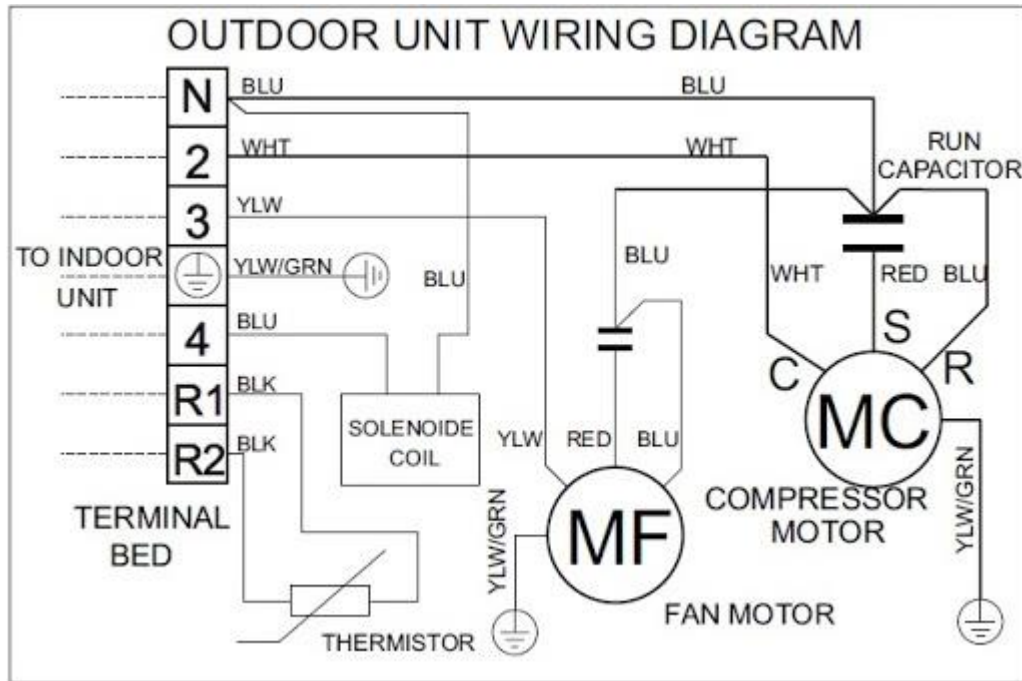 OUTDOOR UNIT WIRING DIAGRAM
N
BLU
BLU
2
WHT
WHT
RUN
CAPACITOR
3
YLW
TO INDOOR
UNIT
YLW/GRN
BLU
BLU
WHT
RED
BLU
4
BLU
S
C
R
MC
R1
BLK
SOLENOIDE
COIL
R2
BLK
YLW
RED
BLU
COMPRESSOR
MOTOR
YLW/GRN
TERMINAL
BED
YLW/GRN
MF
FAN MOTOR
THERMISTOR